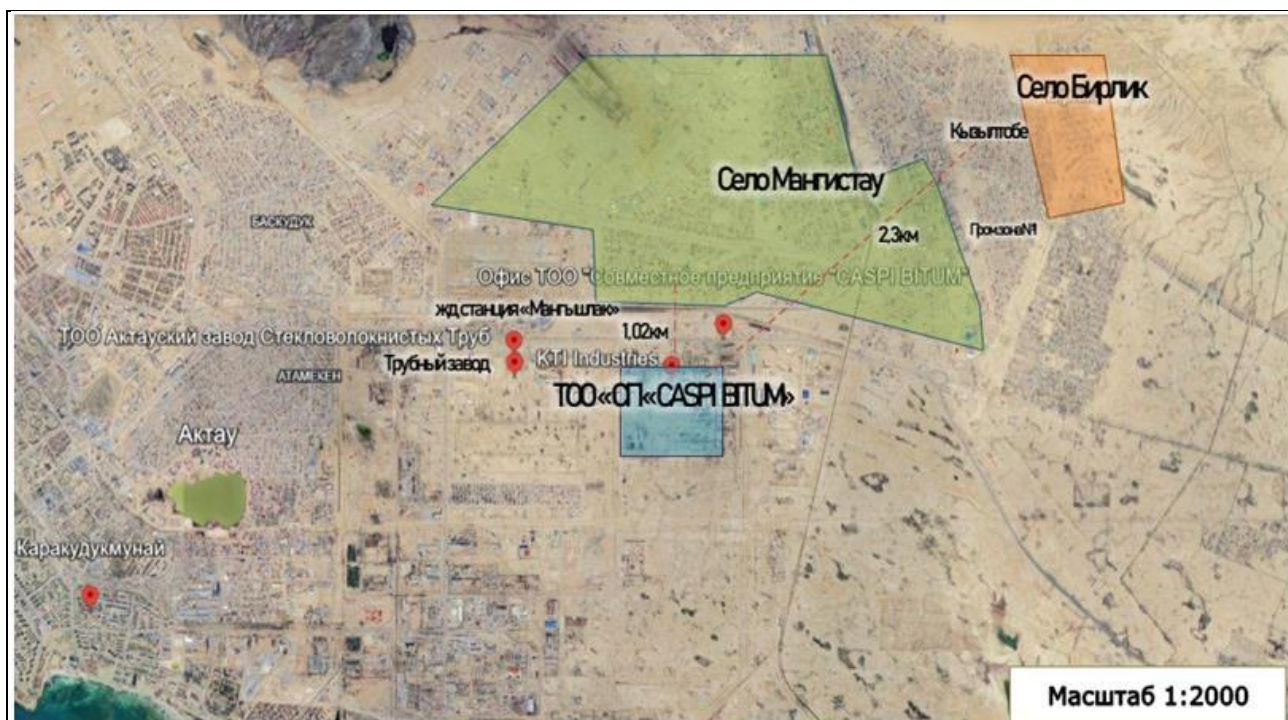 Село Бирлик
Кызылтобе
Село Мангистау
БАСКУДУК
Промзона№1
2,3км
Офис ТОО "Совместное предприятие "CASPI BITUM"
жд станция «Мангышлак»
1,02км
ТОО Актауский завод Стекловолокнистых Труб
Трубный завод
KTI Industries
АТАМЕКЕН
ТОО «СП «CASPI BITUM»
Актау
Каракудукмунай
Масштаб 1:2000